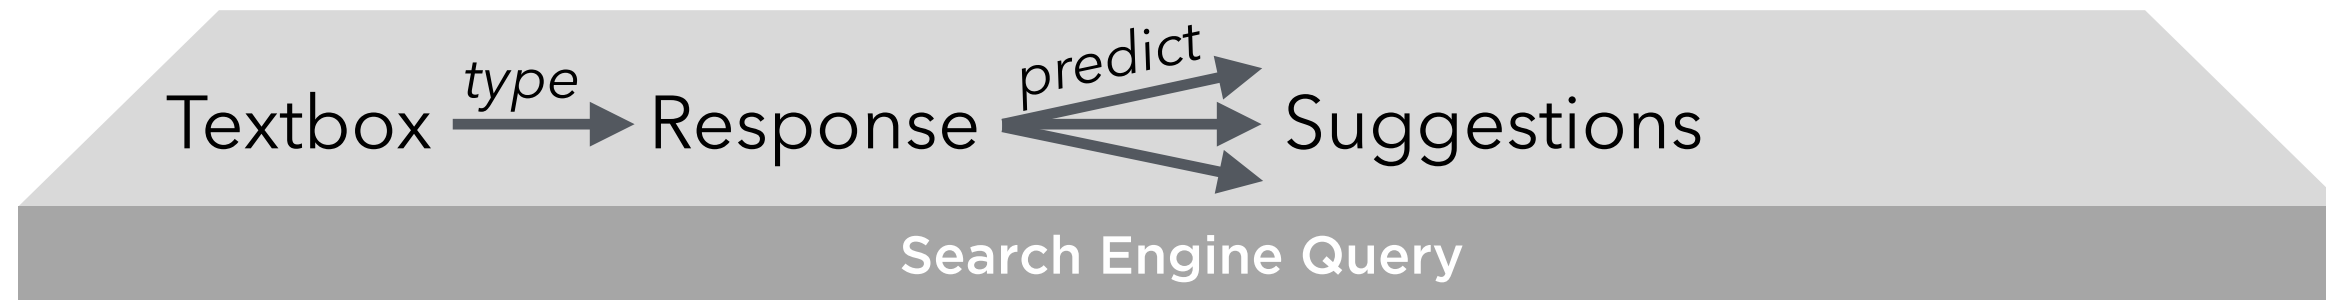 type
predict
Textbox Response Suggestions
Search Engine Query